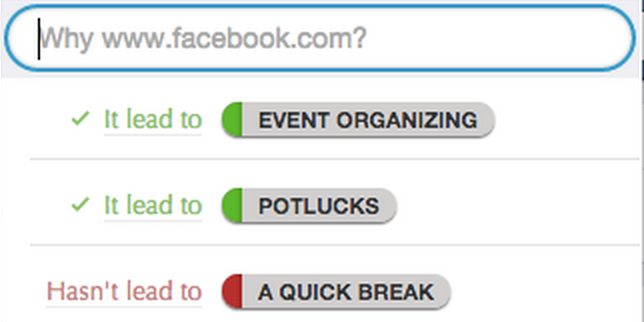 Why www.facebook.com?
It lead to EVENT ORGANIZING
It lead to POTLUCKS
Hasn't lead to A QUICK BREAK